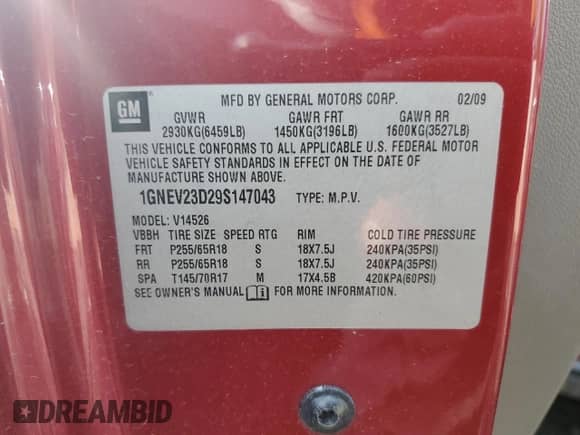 GM
MFD BY GENERAL MOTORS CORP. 02/09
GVWR GAWR FRT GAWR RR
2930KG(6459LB) 1450KG(3196LB) 1600KG(3527LB)
THIS VEHICLE CONFORMS TO ALL APPLICABLE U.S. FEDERAL MOTOR
VEHICLE SAFETY STANDARDS IN EFFECT ON THE DATE OF
MANUFACTURE SHOWN ABOVE.
1GNEV23D29S147043 TYPE: M.P.V.
MODEL: V14526
VBBH TIRE SIZE SPEED RTG RIM COLD TIRE PRESSURE
FRT P255/65R18 S 18X7.5J 240KPA(35PSI)
RR P255/65R18 S 18X7.5J 240KPA(35PSI)
SPA T145/70R17 M 17X4.5B 420KPA(60PSI)
SEE OWNER'S MANUAL FOR MORE INFORMATION.
DREAMBID